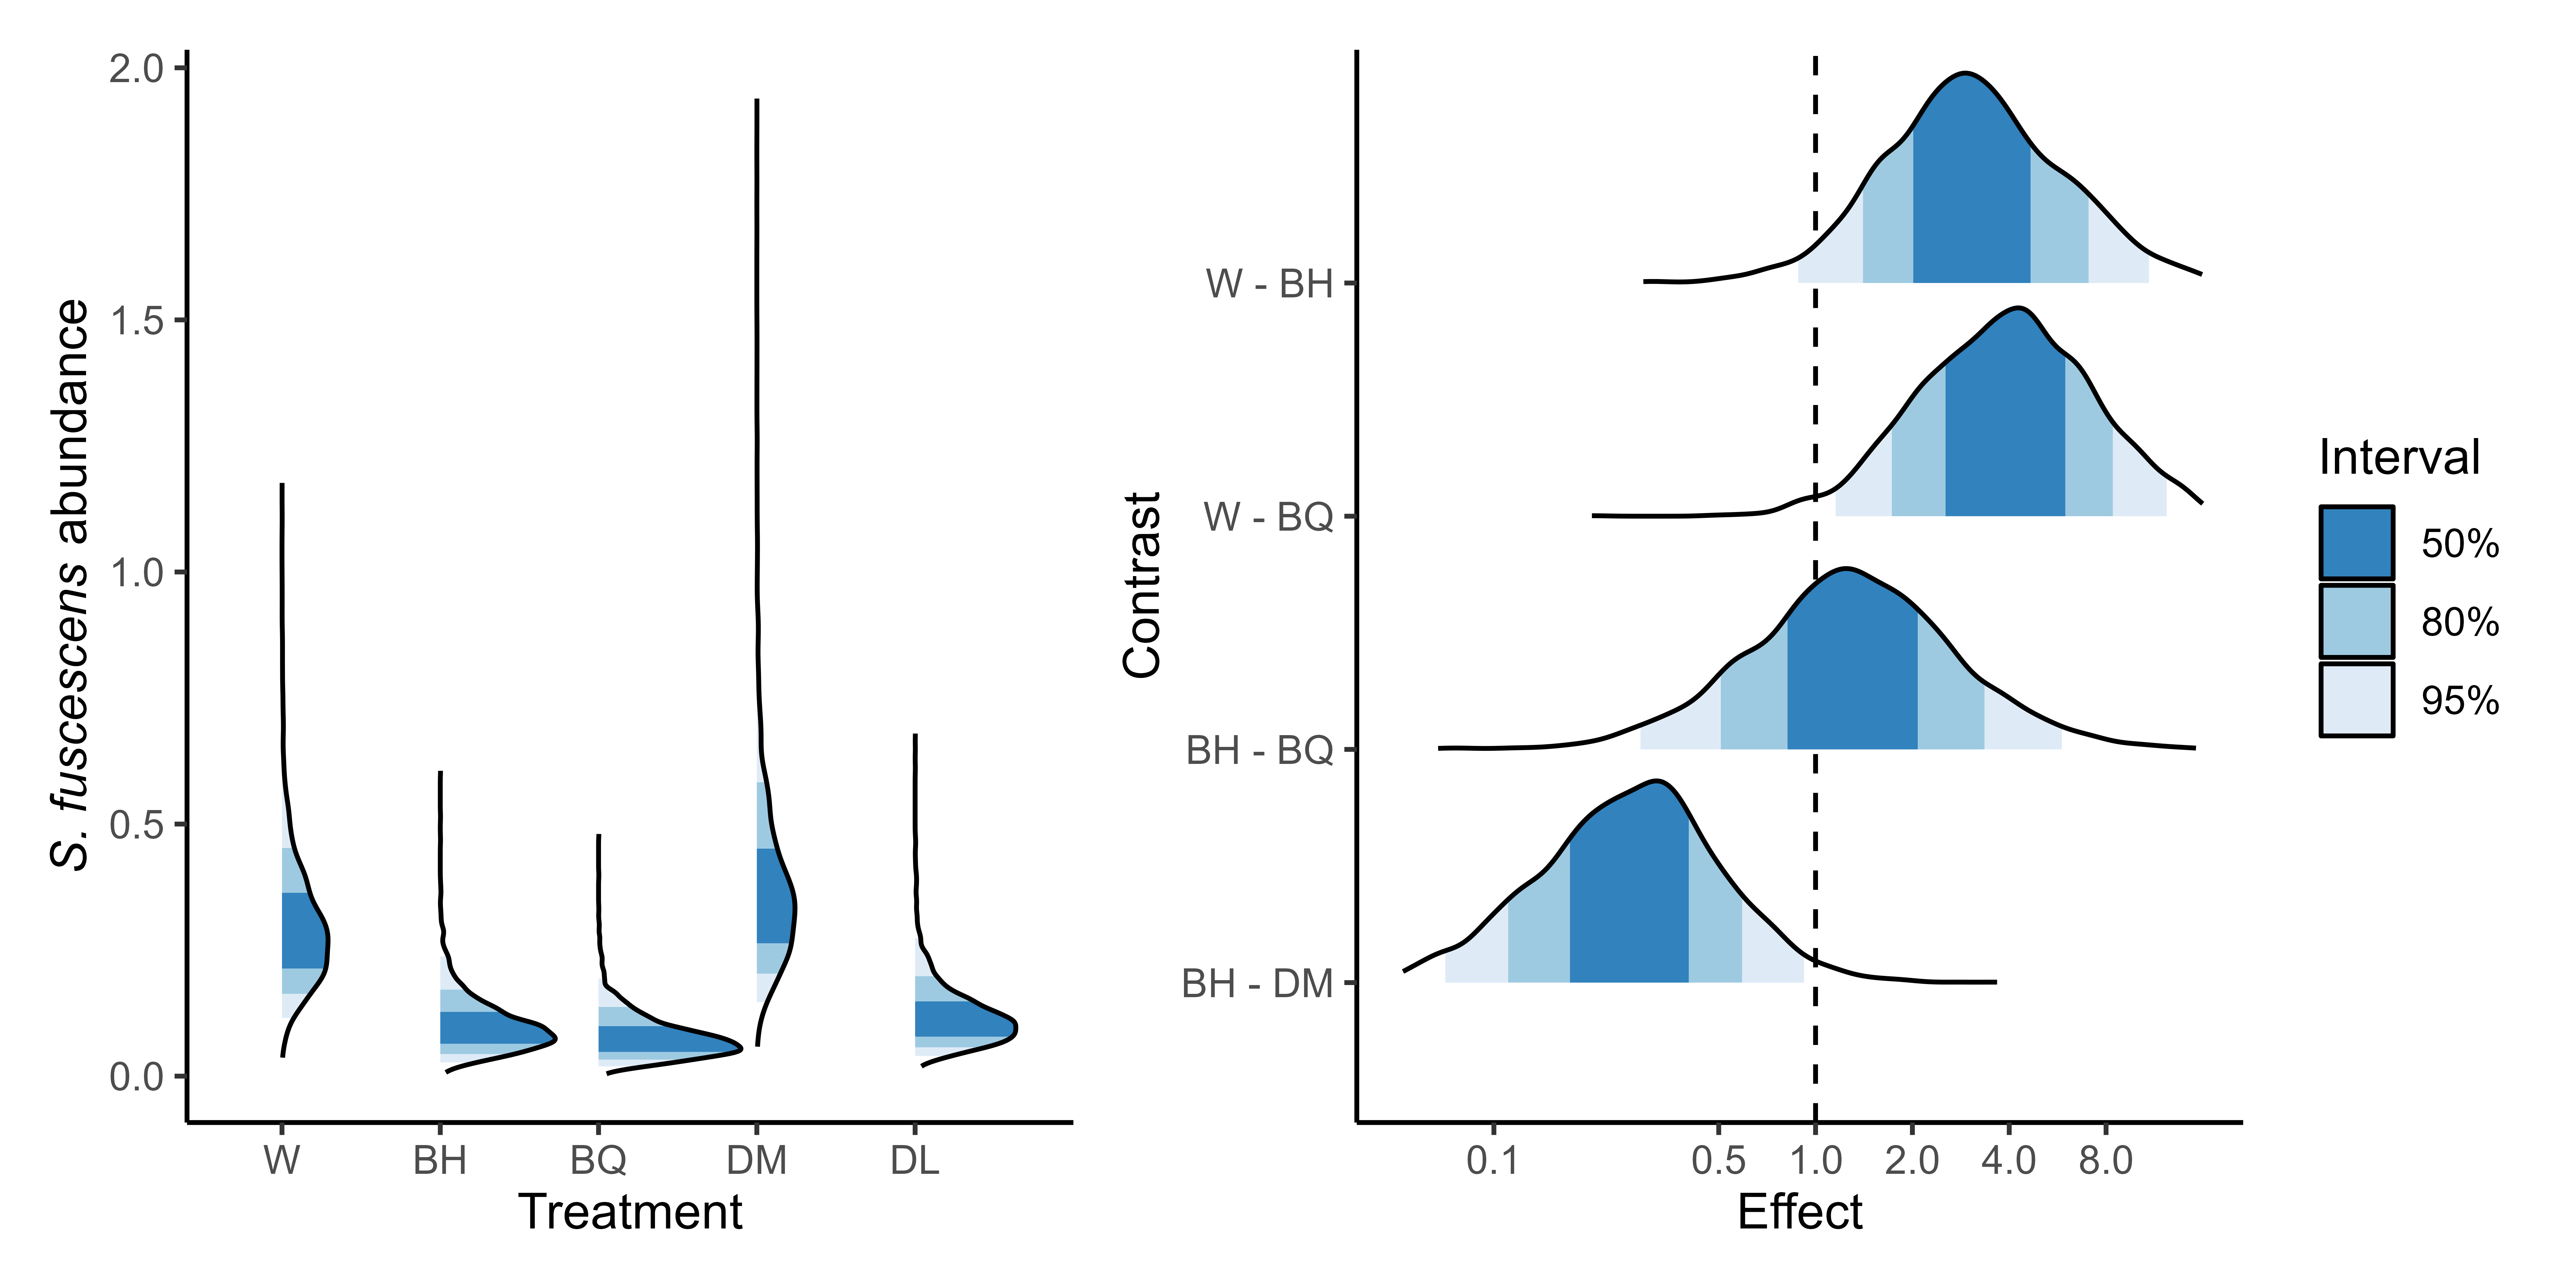 2.0
1.5
1.0
0.5
0.0
S. fuscescens abundance
W BH BQ DM DL
Treatment
Contrast
W - BH
W - BQ
BH - BQ
BH - DM
0.1 0.5 1.0 2.0 4.0 8.0
Effect
Interval
50%
80%
95%